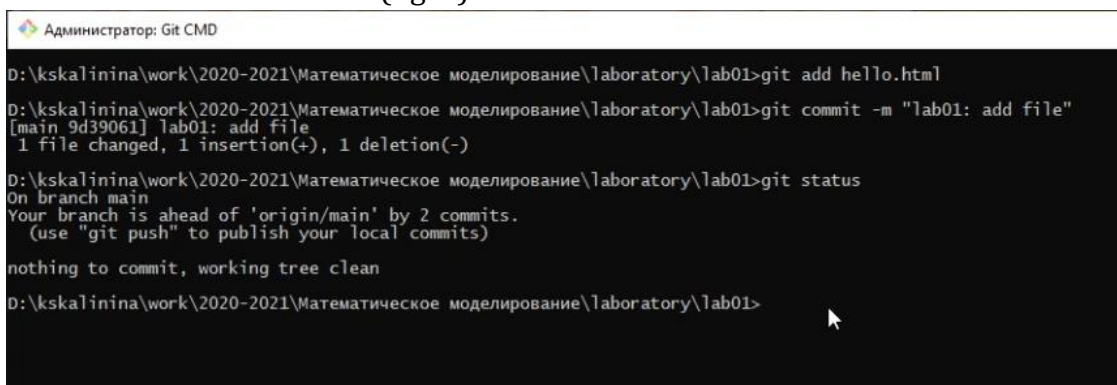 Администратор: Git CMD
D:\kskalinina\work\2020-2021\Математическое моделирование\laboratory\lab01>git add hello.html
D:\kskalinina\work\2020-2021\Математическое моделирование\laboratory\lab01>git commit -m "lab01: add file"
[main 9d39061] lab01: add file
1 file changed, 1 insertion(+), 1 deletion(-)
D:\kskalinina\work\2020-2021\Математическое моделирование\laboratory\lab01>git status
On branch main
Your branch is ahead of 'origin/main' by 2 commits.
(use "git push" to publish your local commits)
nothing to commit, working tree clean
D:\kskalinina\work\2020-2021\Математическое моделирование\laboratory\lab01>